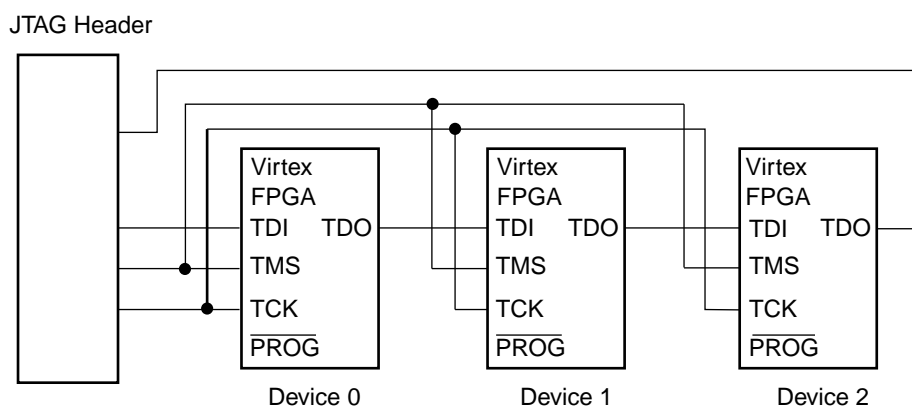 JTAG Header
Virtex
FPGA
TDI TDO
TMS
TCK
PROG
Device 0
Virtex
FPGA
TDI TDO
TMS
TCK
PROG
Device 1
Virtex
FPGA
TDI TDO
TMS
TCK
PROG
Device 2